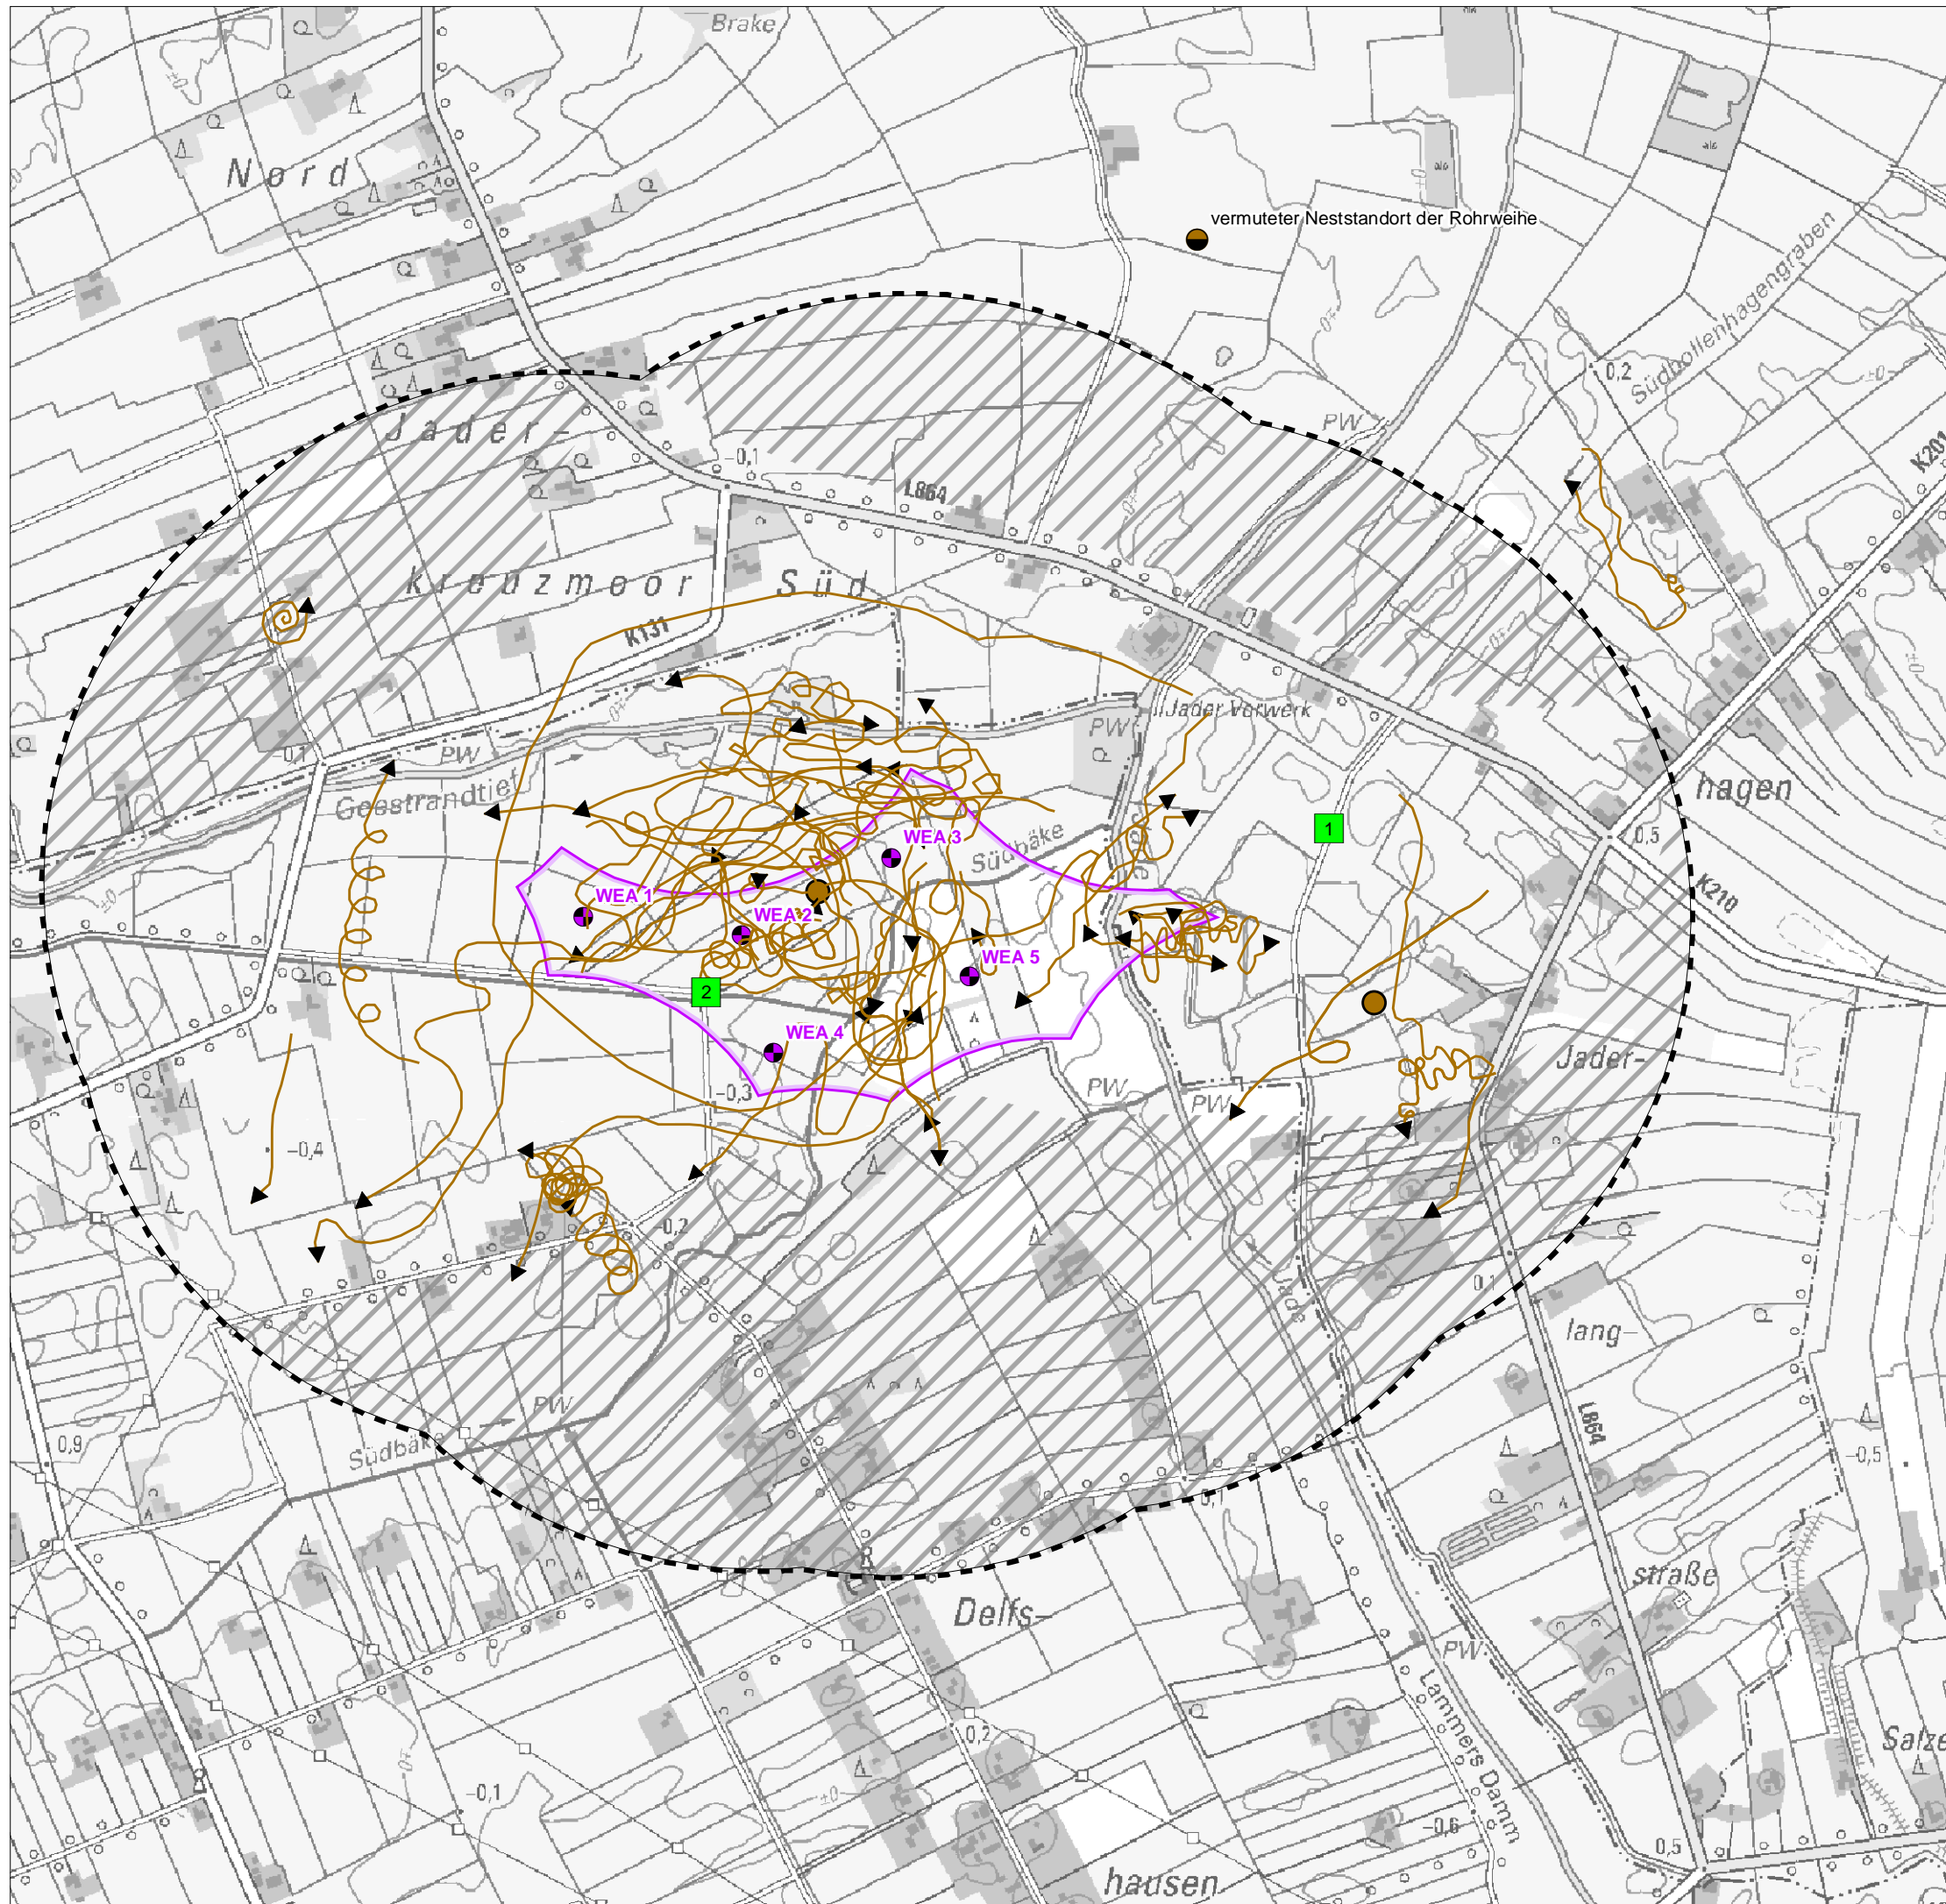 Brake
Nord
vermuteter Neststandort der Rohrweihe
Südbollenhagengraben
0,2
Jader-
PW
-0,1
L864
K201
kreuzmoor
Süd
K131
PW
Jader Vorwerk
PW
-0,1
Geestrandtief
hagen
1
0,5
WEA 3
Südbäke
K210
WEA 1
WEA 2
WEA 5
2
WEA 4
Jader-
-0,3
PW
PW
-0,4
-0,2
0,1
Jade
lang-
PW
L864
0,9
Südbäke
-0,5
0,1
straße
Delfs-
PW
Lammers Damm
0,2
Salze
-0,1
±0
-0,6
0,5
hausen